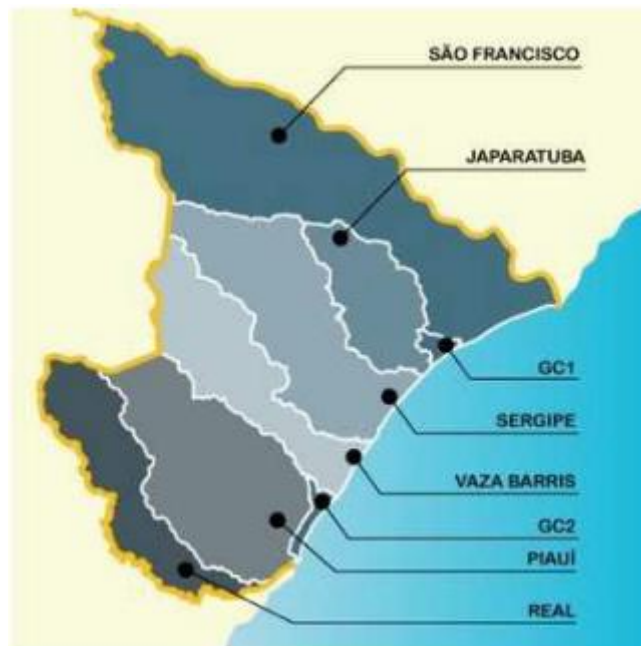 SÃO FRANCISCO
JAPARATUBA
GC1
SERGIPE
VAZA BARRIS
GC2
PIAUÍ
REAL